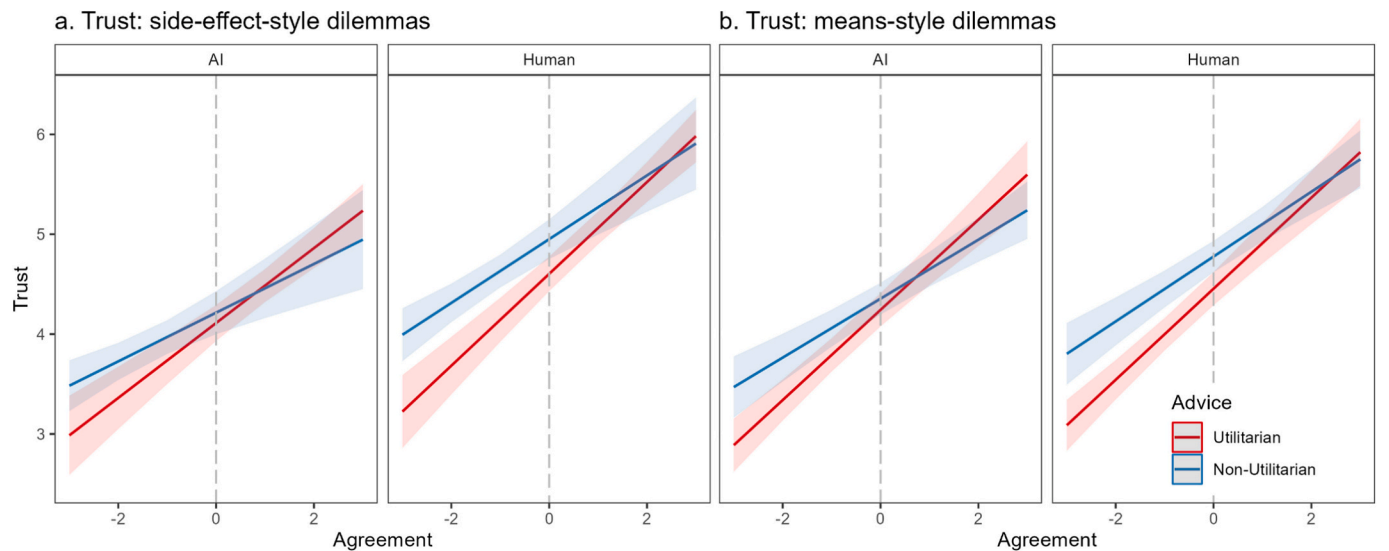 a. Trust: side-effect-style dilemmas
b. Trust: means-style dilemmas
AI
Human
AI
Human
Trust
6
5
4
3
-2
0
2
-2
0
2
-2
0
2
-2
0
2
Agreement
Agreement
Advice
Utilitarian
Non-Utilitarian